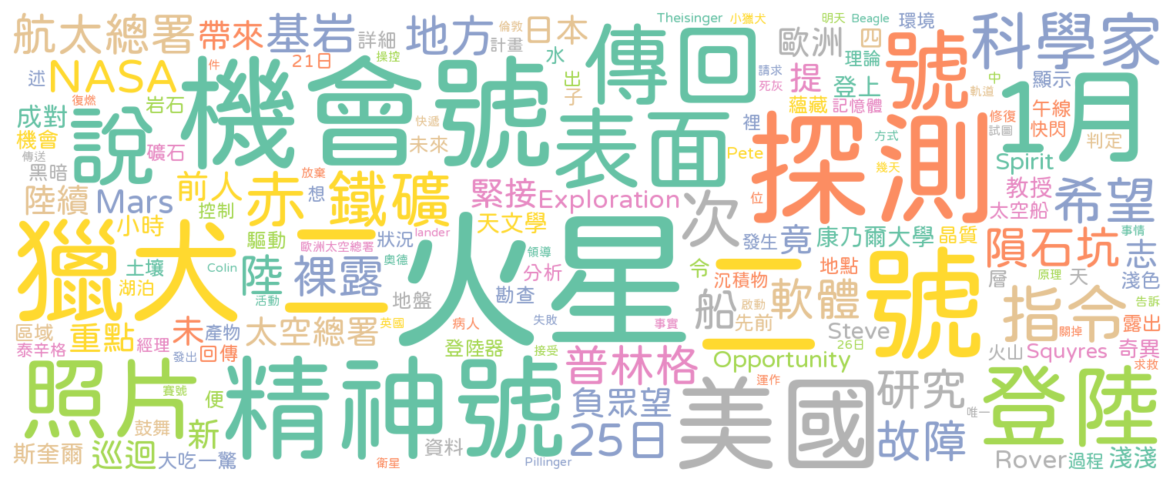 航太總署
帶來
基岩
詳細
地方
倫敦
計畫
日本
Theisinger
小獵犬
明天
Beagle
環境
科學家
NASA
21日
操控
水
傳回
歐洲
四
理論
述
件
復燃
出
子
提
登上
請求
死灰
中
顯示
軌道
號
1月
成對
岩石
機會號
表面
蘊藏
記憶體
裡
修復
試圖
午線
快閃
判定
說
機會
礦石
傳送
黑暗
快遞
未來
探測
Pete
方式
幾天
Spirit
陸續
Mars
前人
控制
放棄
想
赤鐵礦
位
緊接
Exploration
天文學
次
教授
太空船
希望
小時
驅動
狀況
lander
歐洲太空總署
奧德
領導
發生
竟
康乃爾大學
晶質
原理
事情
隕石坑
志
獵犬
土壤
湖泊
Colin
活動
陸
裸露
地盤
火星
分析
勘查
二號
令
沉積物
地點
船
軟體
先前
層
天
淺色
告訴
指令
區域
泰辛格
重點
經理
未
產物
發出
回傳
太空總署
英國
登陸器
病人
失敗
接受
事實
啟動
26日
Steve
火山
關掉
露出
Squyres
奇異
求救
照片
賽號
便
精神號
普林格
Opportunity
運作
美國
研究
唯一
登陸
斯奎爾
巡迴
鼓舞
新
大吃一驚
資料
衛星
負眾望
25日
Pillinger
故障
Rover
過程
淺淺